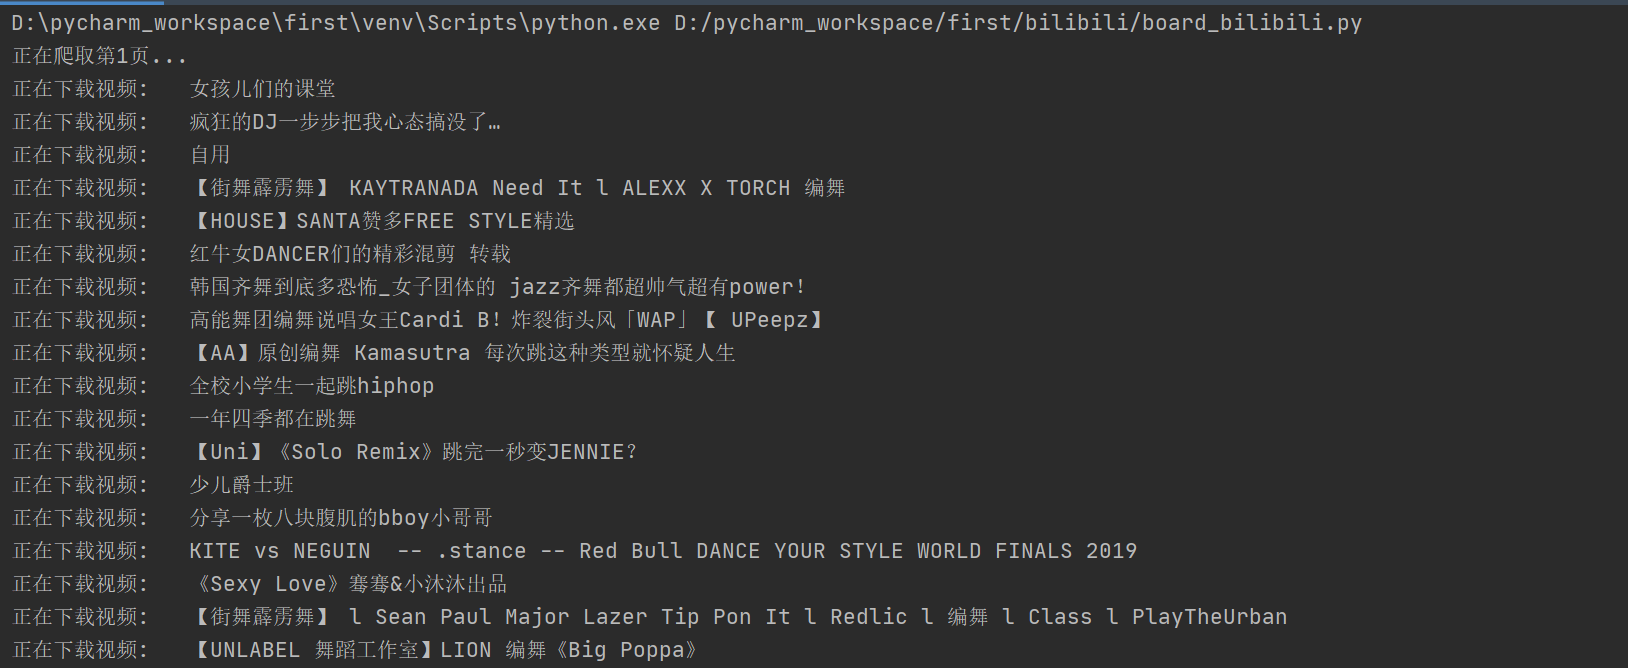 D:\pycharm_workspace\first\venv\Scripts\python.exe D:/pycharm_workspace/first/bilibili/board_bilibili.py
正在爬取第1页...
正在下载视频： 女孩儿们的课堂
正在下载视频： 疯狂的DJ一步步把我心态搞没了…
正在下载视频： 自用
正在下载视频： 【街舞霹雳舞】 KAYTRANADA Need It l ALEXX X TORCH 编舞
正在下载视频： 【HOUSE】SANTA赞多FREE STYLE精选
正在下载视频： 红牛女DANCER们的精彩混剪 转载
正在下载视频： 韩国齐舞到底多恐怖_女子团体的 jazz齐舞都超帅气超有power！
正在下载视频： 高能舞团编舞说唱女王Cardi B！炸裂街头风「WAP」【 UPeepz】
正在下载视频： 【AA】原创编舞 Kamasutra 每次跳这种类型就怀疑人生
正在下载视频： 全校小学生一起跳hiphop
正在下载视频： 一年四季都在跳舞
正在下载视频： 【Uni】《Solo Remix》跳完一秒变JENNIE？
正在下载视频： 少儿爵士班
正在下载视频： 分享一枚八块腹肌的bboy小哥哥
正在下载视频： KITE vs NEGUIN  -- .stance -- Red Bull DANCE YOUR STYLE WORLD FINALS 2019
正在下载视频： 《Sexy Love》骞骞&小沐沐出品
正在下载视频： 【街舞霹雳舞】 l Sean Paul Major Lazer Tip Pon It l Redlic l 编舞 l Class l PlayTheUrban
正在下载视频： 【UNLABEL 舞蹈工作室】LION 编舞《Big Poppa》